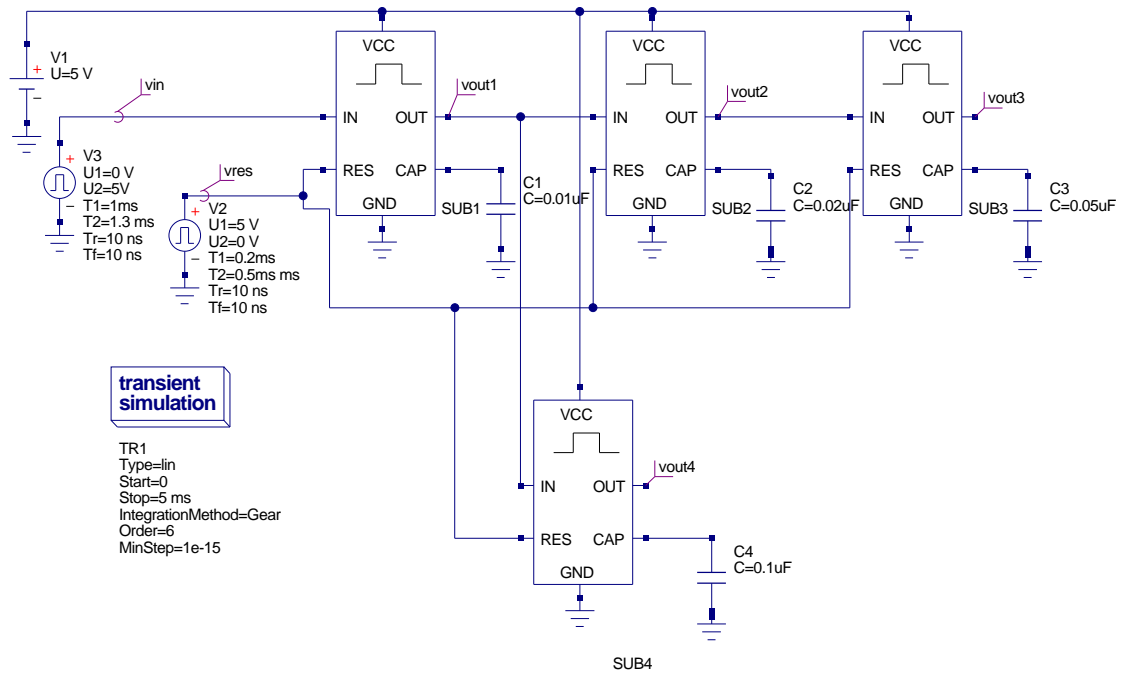 V1
U=5 V
+
−
vin
V3
+
U1=0 V
U2=5V
T1=1ms
−
T2=1.3 ms
Tr=10 ns
Tf=10 ns
vres
V2
+
U1=5 V
U2=0 V
−
T1=0.2ms
T2=0.5ms ms
Tr=10 ns
Tf=10 ns
VCC
IN
OUT
RES
CAP
GND
SUB1
vout1
C1
C=0.01uF
VCC
IN
OUT
RES
CAP
GND
SUB2
vout2
C2
C=0.02uF
VCC
IN
OUT
RES
CAP
GND
SUB3
vout3
C3
C=0.05uF
transient
simulation
TR1
Type=lin
Start=0
Stop=5 ms
IntegrationMethod=Gear
Order=6
MinStep=1e-15
VCC
IN
OUT
RES
CAP
GND
vout4
C4
C=0.1uF
SUB4